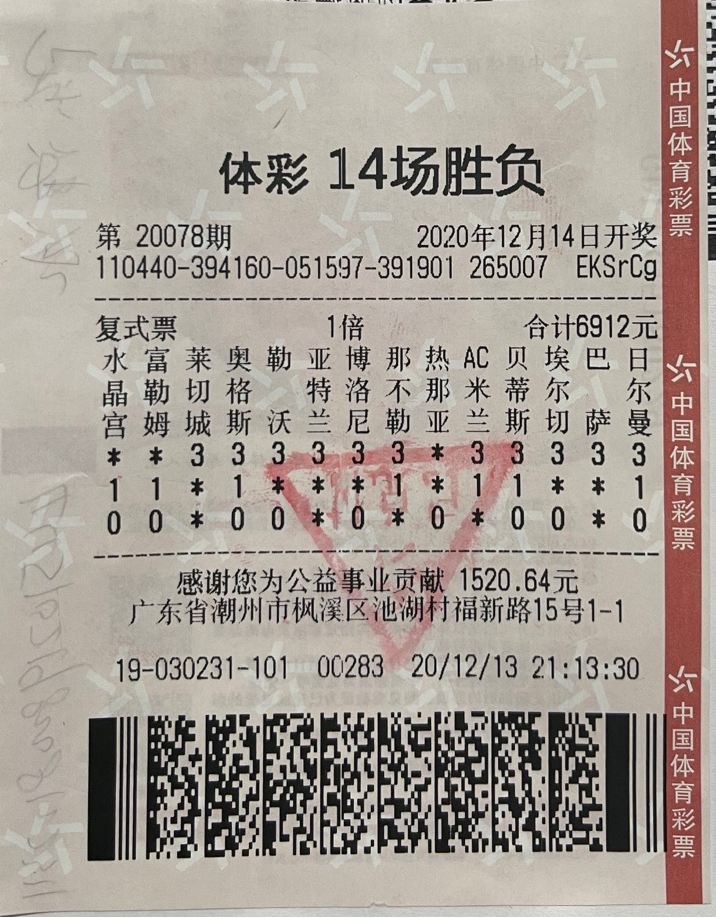 体彩 14场胜负
第 20078期 2020年12月14日开奖
110440-394160-051597-391901 265007 EKSrCg
复式票 1倍 合计6912元
水 富 莱 奥 勒 亚 博 那 热 AC 贝 埃 巴 日
晶 勒 切 格 特 洛 不 那 米 蒂 尔 尔
宫 姆 城 斯 沃 兰 尼 勒 亚 兰 斯 切 萨 曼
* * 3 3 3 3 3 3 * 3 3 3 3 3
1 1 * 1 * * * 1 * 1 1 * * 1
0 0 * 0 0 * 0 * 0 * 0 0 * 0
感谢您为公益事业贡献 1520.64元
广东省潮州市枫溪区池湖村福新路15号1-1
19-030231-101 00283 20/12/13 21:13:30
中国体育彩票
中国体育彩票
中国体育彩票